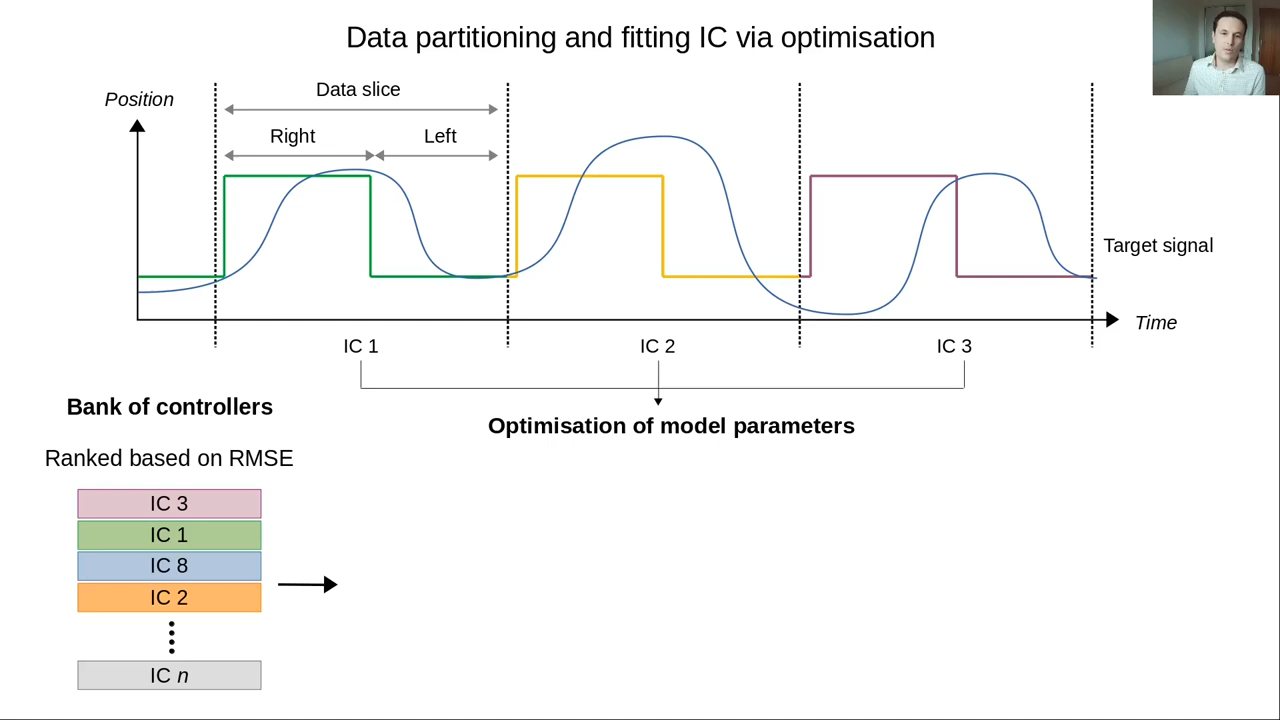 Data partitioning and fitting IC via optimisation
Position
Data slice
Right
Left
Target signal
Time
IC 1
IC 2
IC 3
Bank of controllers
Optimisation of model parameters
Ranked based on RMSE
IC 3
IC 1
IC 8
IC 2
IC n